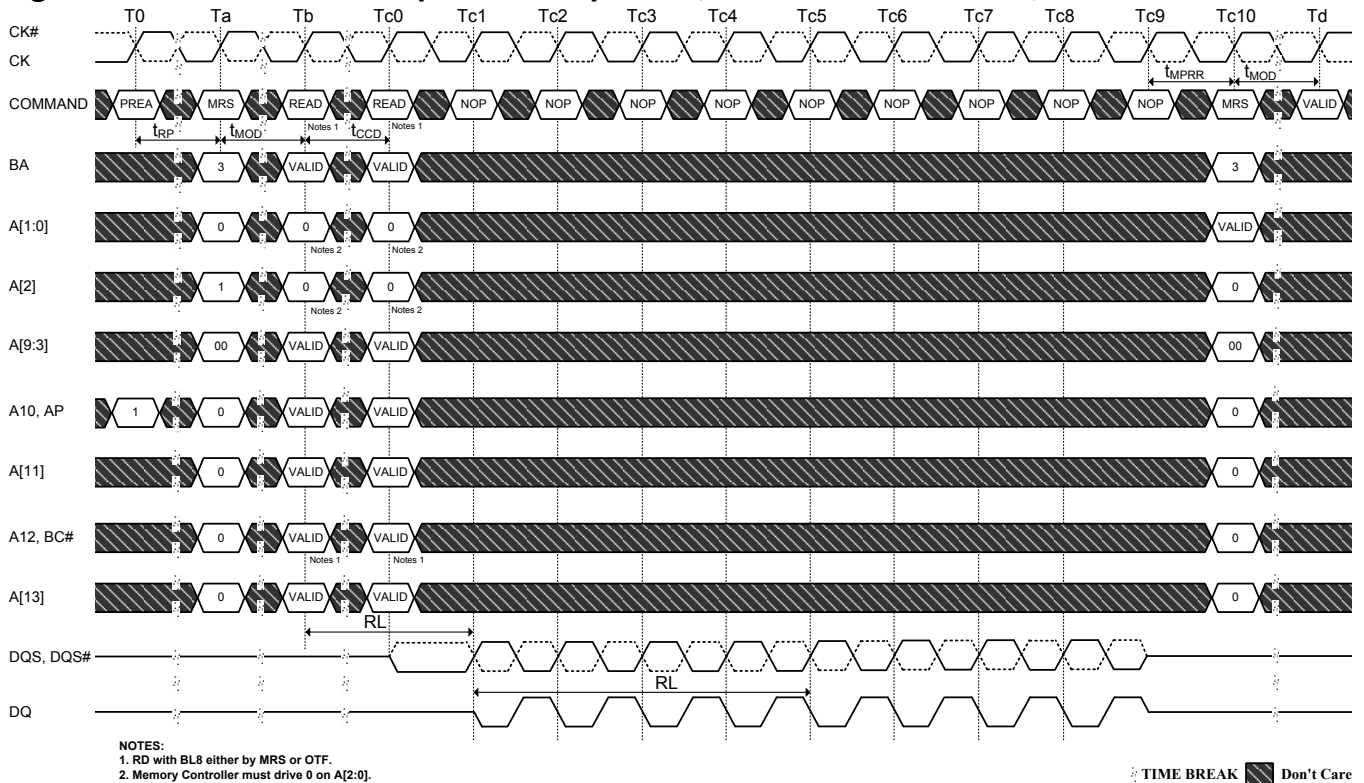 T0 Ta Tb Tc0 Tc1 Tc2 Tc3 Tc4 Tc5 Tc6 Tc7 Tc8 Tc9 Tc10 Td
CK#
CK
tMPRR tMOD
COMMAND PREA MRS READ READ NOP NOP NOP NOP NOP NOP NOP NOP NOP MRS VALID
Notes 1 Notes 1
tRP tMOD tCCD
BA 3 VALID VALID 3
A[1:0] 0 0 0 VALID
Notes 2 Notes 2
A[2] 1 0 0 0
Notes 2 Notes 2
A[9:3] 00 VALID VALID 00
A10, AP 1 0 VALID VALID 0
A[11] 0 VALID VALID 0
A12, BC# 0 VALID VALID 0
Notes 1 Notes 1
A[13] 0 VALID VALID 0
RL
DQS, DQS#
RL
DQ
NOTES:
1. RD with BL8 either by MRS or OTF.
2. Memory Controller must drive 0 on A[2:0].
TIME BREAK Don't Care